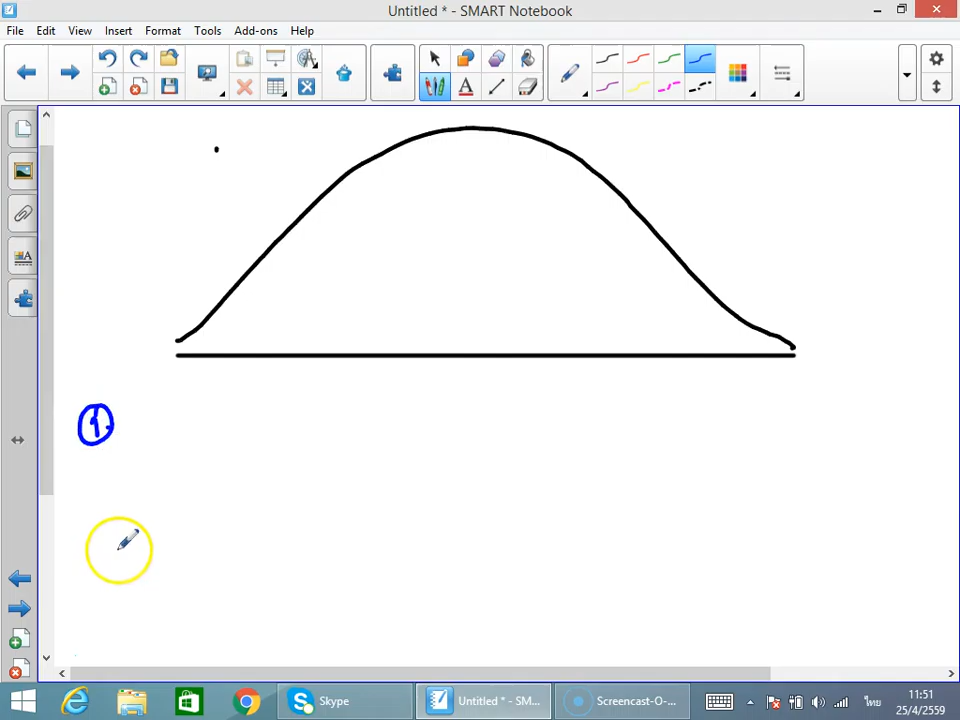 Untitled * - SMART Notebook
File Edit View Insert Format Tools Add-ons Help
Skype
Untitled * - SM...
Screencast-O-...
ไทย
11:51
25/4/2559